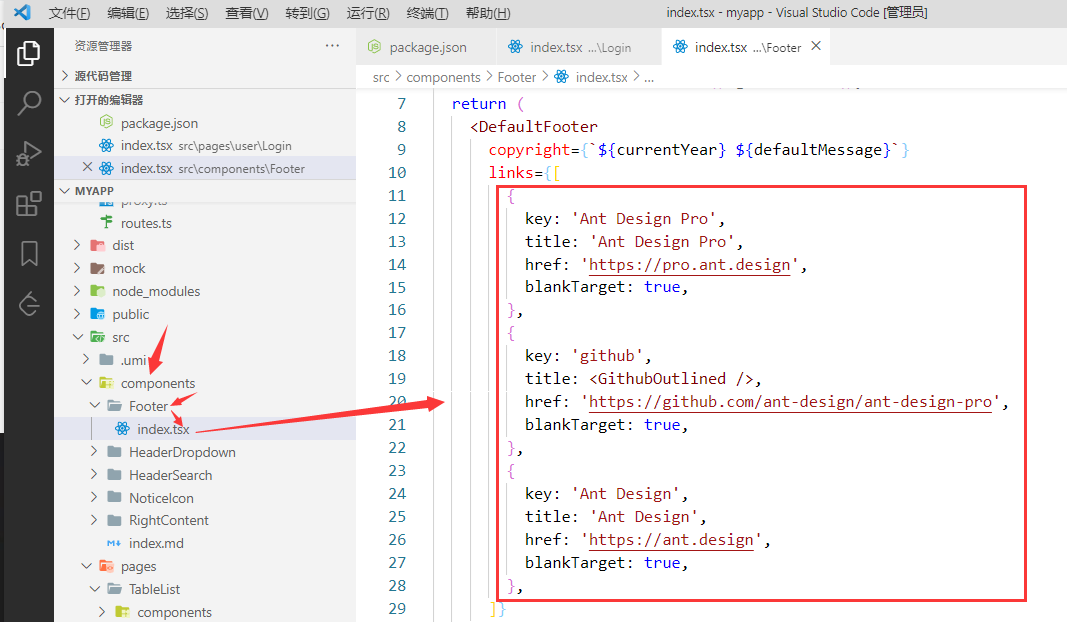 文件(F) 编辑(E) 选择(S) 查看(V) 转到(G) 运行(R) 终端(T) 帮助(H) index.tsx - myapp - Visual Studio Code [管理员]
资源管理器 ···
源代码管理
打开的编辑器
package.json
index.tsx src\pages\user\Login
index.tsx src\components\Footer
MYAPP
proxy.ts
routes.ts
dist
mock
node_modules
public
src
.umi
components
Footer
index.tsx
HeaderDropdown
HeaderSearch
NoticeIcon
RightContent
index.md
pages
TableList
components
package.json index.tsx ...\Login index.tsx ...\Footer
src > components > Footer > index.tsx > ...
7 return (
8 <DefaultFooter
9 copyright={`${currentYear} ${defaultMessage}`}
10 links={[
11 {
12 key: 'Ant Design Pro',
13 title: 'Ant Design Pro',
14 href: 'https://pro.ant.design',
15 blankTarget: true,
16 },
17 {
18 key: 'github',
19 title: <GithubOutlined />,
20 href: 'https://github.com/ant-design/ant-design-pro',
21 blankTarget: true,
22 },
23 {
24 key: 'Ant Design',
25 title: 'Ant Design',
26 href: 'https://ant.design',
27 blankTarget: true,
28 },
29 ]}